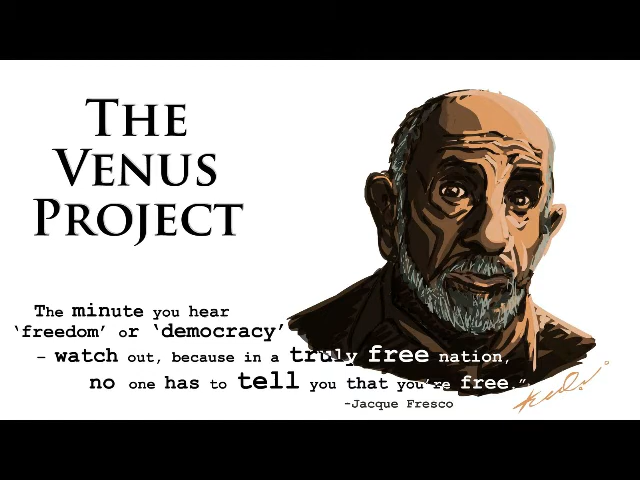 THE
VENUS
PROJECT
The minute you hear
‘freedom’ or ‘democracy’
– watch out, because in a truly free nation,
no one has to tell you that you’re free.”
-Jacque Fresco